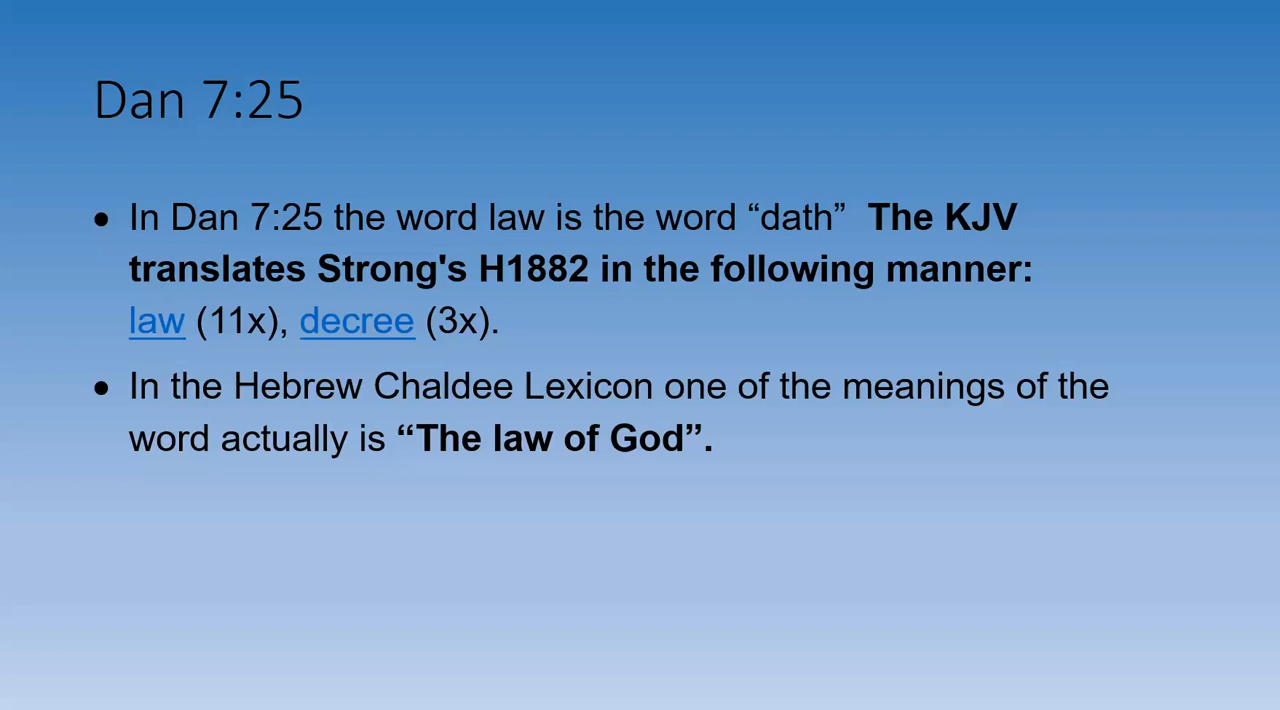 Dan 7:25
• In Dan 7:25 the word law is the word “dath”  The KJV
translates Strong's H1882 in the following manner:
law (11x), decree (3x).
• In the Hebrew Chaldee Lexicon one of the meanings of the
word actually is “The law of God”.